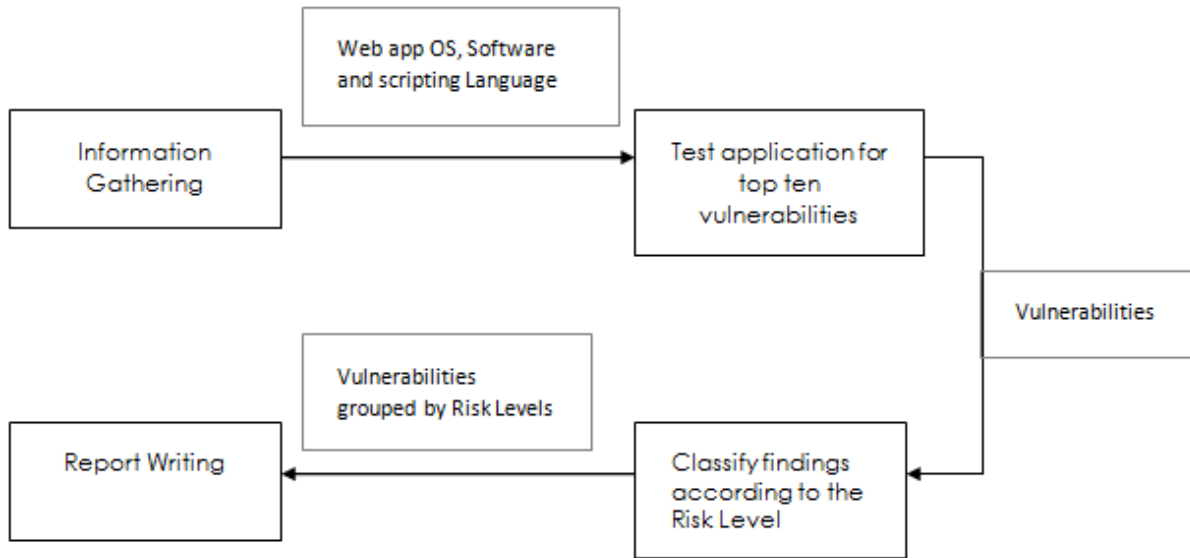 Web app OS, Software
and scripting Language
Information
Gathering
Test application for
top ten
vulnerabilities
Vulnerabilities
Vulnerabilities
grouped by Risk Levels
Report Writing
Classify findings
according to the
Risk Level